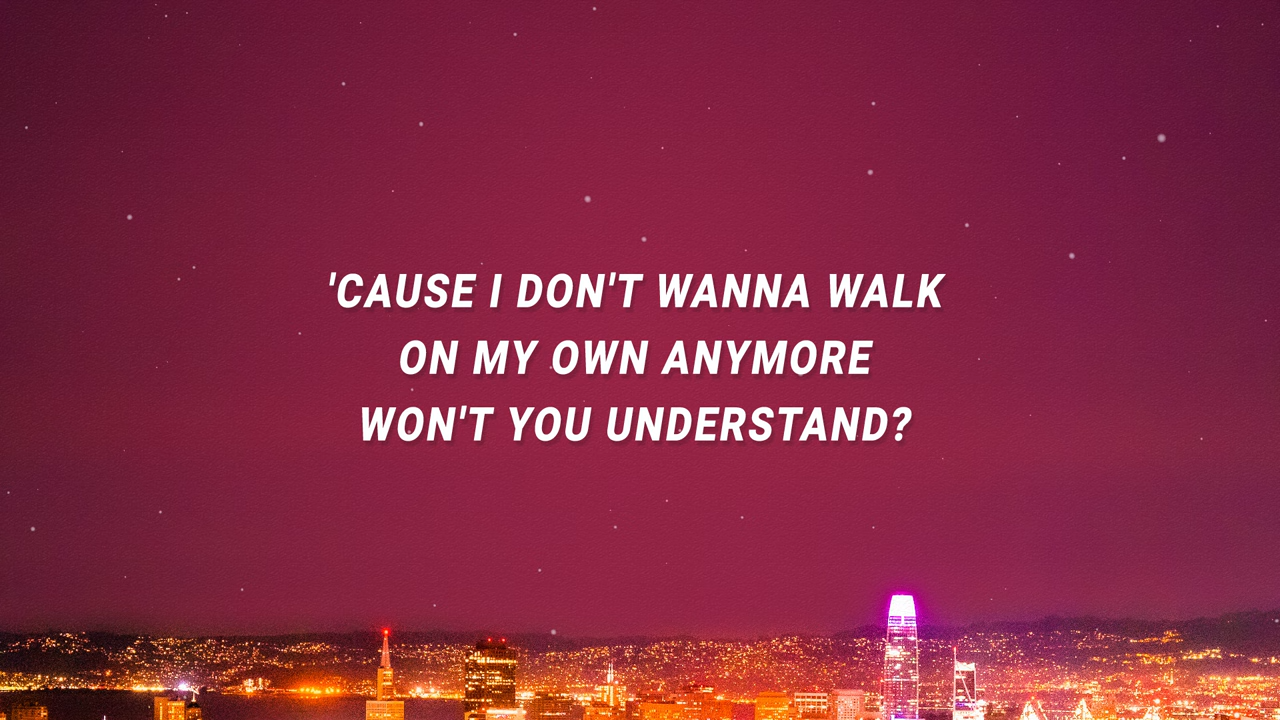 'CAUSE I DON'T WANNA WALK
ON MY OWN ANYMORE
WON'T YOU UNDERSTAND?